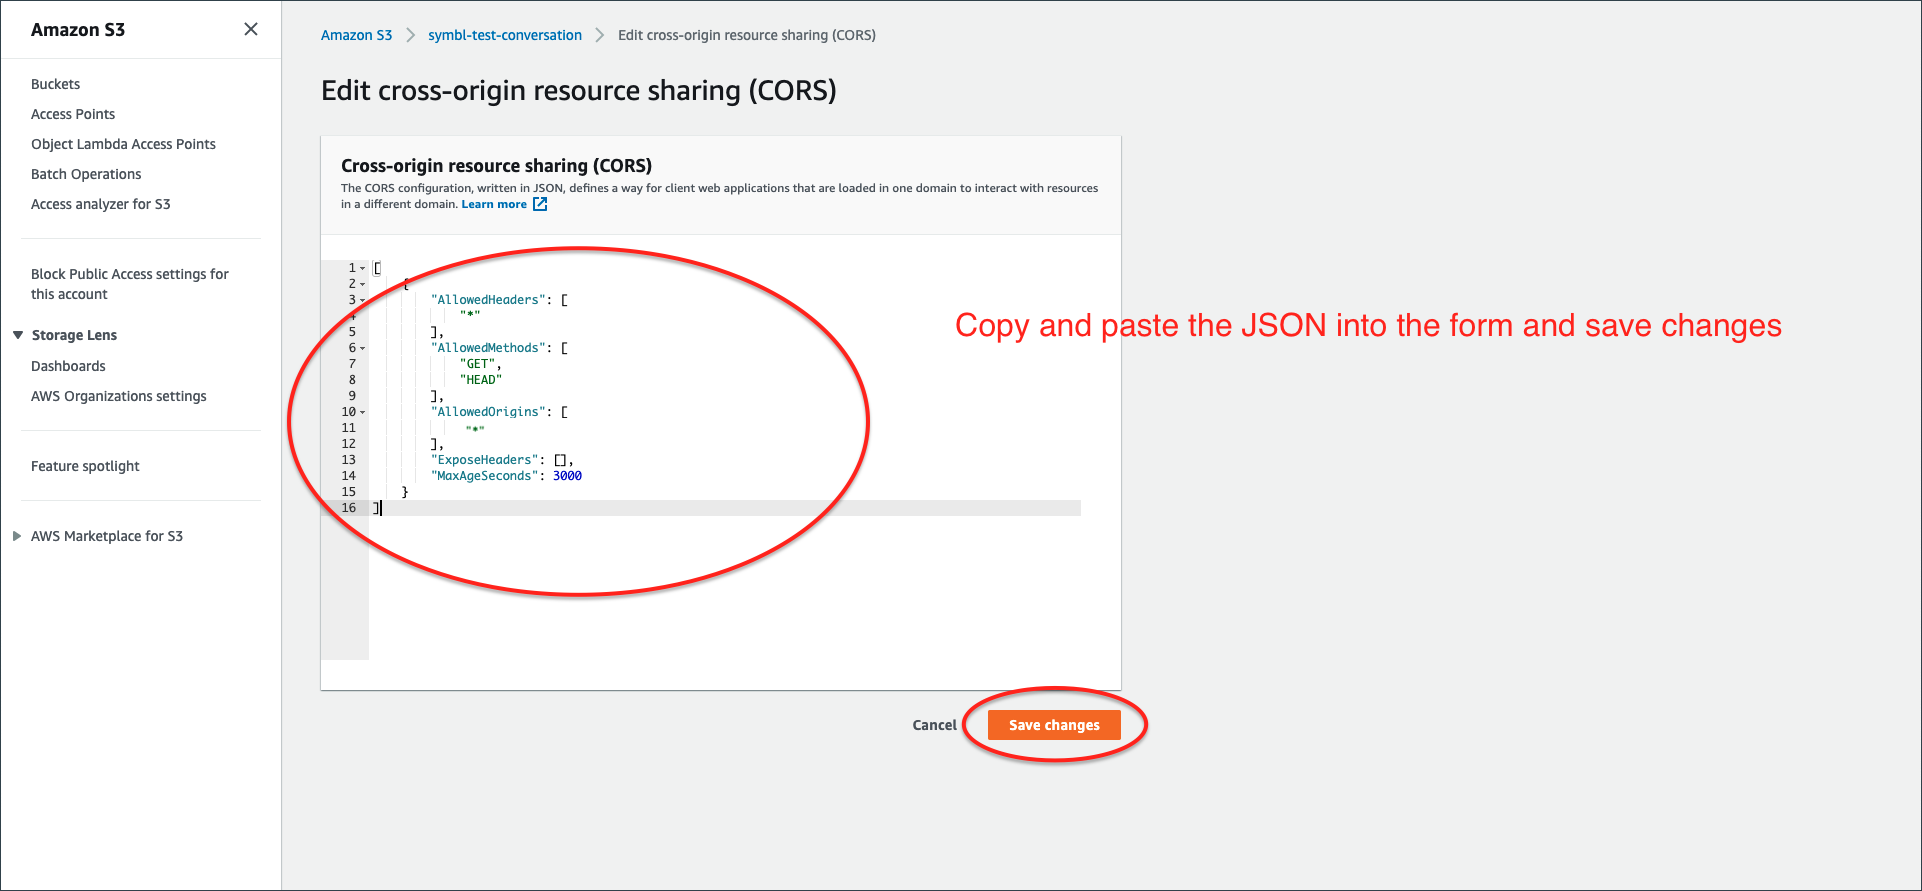 Amazon S3
Buckets
Access Points
Object Lambda Access Points
Batch Operations
Access analyzer for S3
Block Public Access settings for
this account
Storage Lens
Dashboards
AWS Organizations settings
Feature spotlight
AWS Marketplace for S3
Amazon S3 > symbl-test-conversation > Edit cross-origin resource sharing (CORS)
Edit cross-origin resource sharing (CORS)
Cross-origin resource sharing (CORS)
The CORS configuration, written in JSON, defines a way for client web applications that are loaded in one domain to interact with resources
in a different domain. Learn more
1 [
2 {
3 "AllowedHeaders": [
4 "*"
5 ],
6 "AllowedMethods": [
7 "GET",
8 "HEAD"
9 ],
10 "AllowedOrigins": [
11 "*"
12 ],
13 "ExposeHeaders": [],
14 "MaxAgeSeconds": 3000
15 }
16 ]
Copy and paste the JSON into the form and save changes
Cancel
Save changes